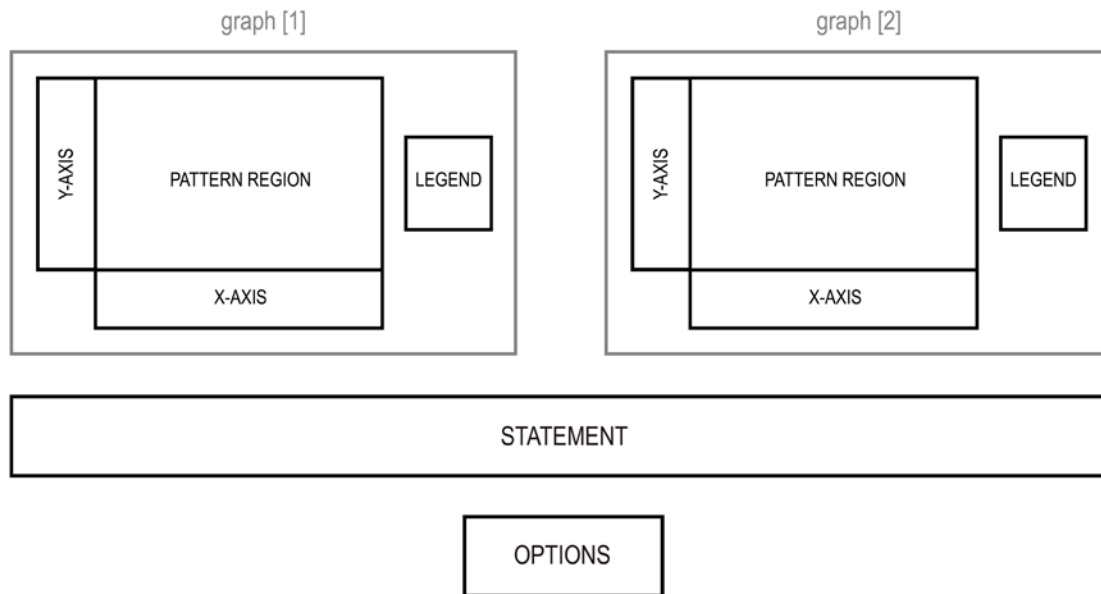 graph [1]
graph [2]
Y-AXIS
PATTERN REGION
LEGEND
X-AXIS
Y-AXIS
PATTERN REGION
LEGEND
X-AXIS
STATEMENT
OPTIONS